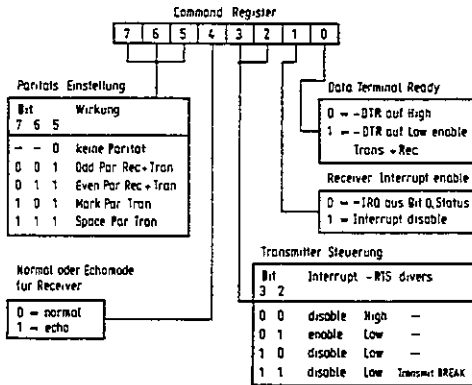 Command Register
7 6 5 4 3 2 1 0
Paritats Einstellung
Bit Wirkung
7 6 5
- - 0 keine Paritat
0 0 1 Odd Par Rec+Tran
0 1 1 Even Par Rec+Tran
1 0 1 Mark Par Tran
1 1 1 Space Par Tran
Normal oder Echomode
fur Receiver
0 = normal
1 = echo
Data Terminal Ready
0 = -DTR auf High
1 = -DTR auf Low enable
Trans + Rec
Receiver Interrupt enable
0 = -IRQ aus Bit 0,Status
1 = Interrupt disable
Transmitter Steuerung
Bit Interrupt -RTS divers
3 2
0 0 disable High -
0 1 enable Low -
1 0 disable Low -
1 1 disable Low Transmit BREAK